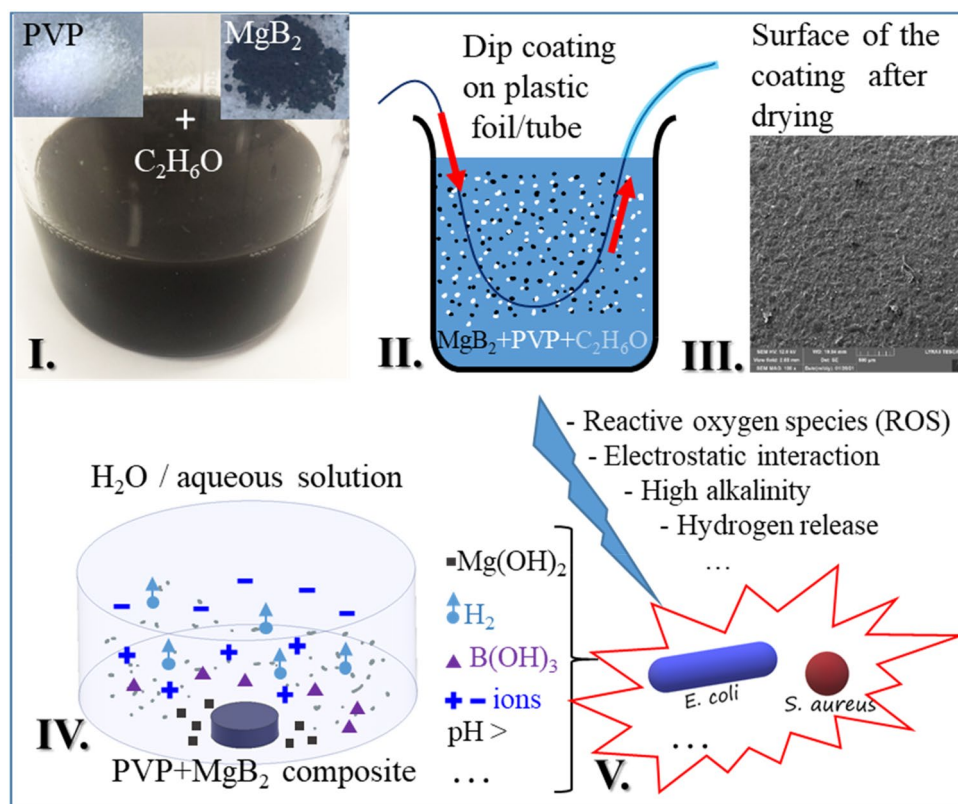 PVP
MgB₂
+
C₂H₆O
I.
Dip coating
on plastic
foil/tube
MgB₂+PVP+C₂H₆O
II.
Surface of the
coating after
drying
III.
H₂O / aqueous solution
IV.
PVP+MgB₂ composite
Mg(OH)₂
H₂
B(OH)₃
+ - ions
pH >
...
- Reactive oxygen species (ROS)
- Electrostatic interaction
- High alkalinity
- Hydrogen release
...
E. coli
S. aureus
...
V.